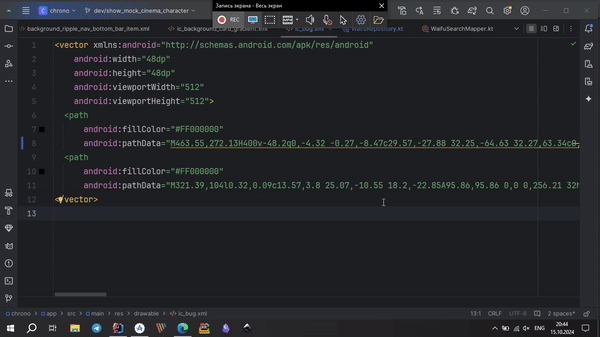 Запись экрана - Весь экран
REC
chrono
dev/show_mock_cinema_character
background_ripple_nav_bottom_bar_item.xml
ic_background_card_gradient.xml
ic_bug.xml
WaifuRepository.kt
WaifuSearchMapper.kt
1 <vector xmlns:android="http://schemas.android.com/apk/res/android"
2 android:width="48dp"
3 android:height="48dp"
4 android:viewportWidth="512"
5 android:viewportHeight="512">
6 <path
7 android:fillColor="#FF000000"
8 android:pathData="M463.55,272.13H400v-48.2q0,-4.32 -0.27,-8.47c29.57,-27.88 32.25,-64.63 32.27,63.34c0
9 <path
10 android:fillColor="#FF000000"
11 android:pathData="M321.39,104l0.32,0.09c13.57,3.8 25.07,-10.55 18.2,-22.85A95.86,95.86 0,0 0,256.21 32h
12 </vector>
13
chrono > app > src > main > res > drawable > ic_bug.xml
13:1 CRLF UTF-8 2 spaces*
ENG
20:44
15.10.2024